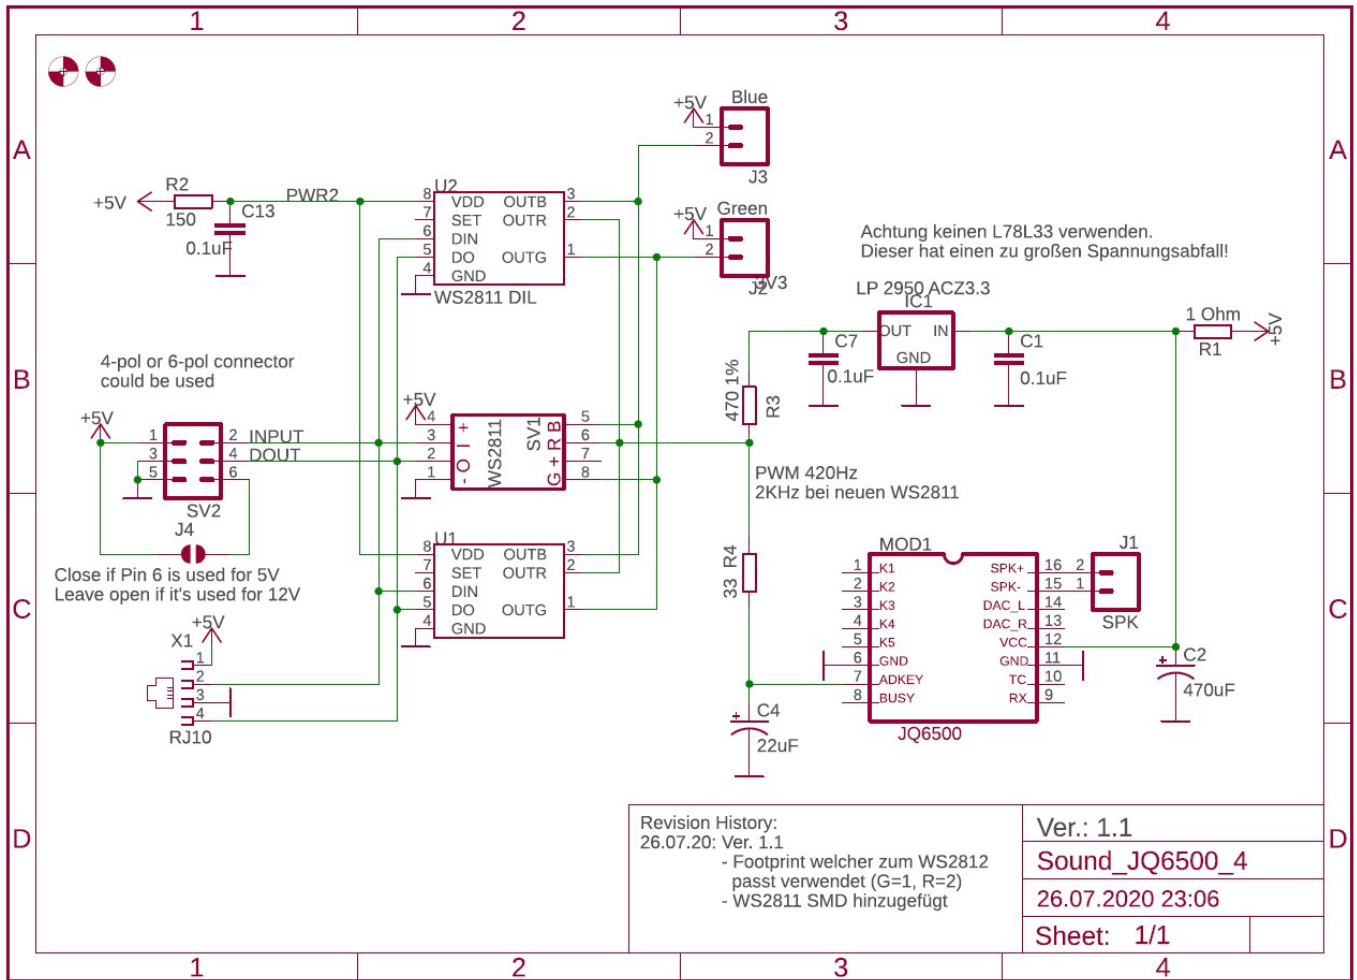 1 2 3 4
A A
B B
C C
D D
1 2 3 4
+5V
R2
150
C13
0.1uF
PWR2
U2
8 VDD OUTB 3
7 SET OUTR 2
6 DIN
5 DO OUTG 1
4 GND
WS2811 DIL
+5V
Blue
1
2
J3
+5V
Green
1
2
J2
3V3
Achtung keinen L78L33 verwenden.
Dieser hat einen zu großen Spannungsabfall!
LP 2950 ACZ3.3
IC1
OUT IN
GND
C7
0.1uF
C1
0.1uF
1 Ohm
R1
+5V
470 1%
R3
4-pol or 6-pol connector
could be used
+5V
1 2 INPUT
3 4 DOUT
5 6
SV2
J4
Close if Pin 6 is used for 5V
Leave open if it's used for 12V
+5V
4
3
2
1
- O I +
WS2811
SV1
G + R B
5
6
7
8
PWM 420Hz
2KHz bei neuen WS2811
U1
8 VDD OUTB 3
7 SET OUTR 2
6 DIN
5 DO OUTG 1
4 GND
X1
+5V
1
2
3
4
RJ10
33 R4
C4
+
22uF
MOD1
1 K1 SPK+ 16
2 K2 SPK- 15
3 K3 DAC_L 14
4 K4 DAC_R 13
5 K5 VCC 12
6 GND GND 11
7 ADKEY TC 10
8 BUSY RX 9
JQ6500
J1
2
1
SPK
C2
+
470uF
Revision History:
26.07.20: Ver. 1.1
- Footprint welcher zum WS2812
passt verwendet (G=1, R=2)
- WS2811 SMD hinzugefügt
Ver.: 1.1
Sound_JQ6500_4
26.07.2020 23:06
Sheet: 1/1